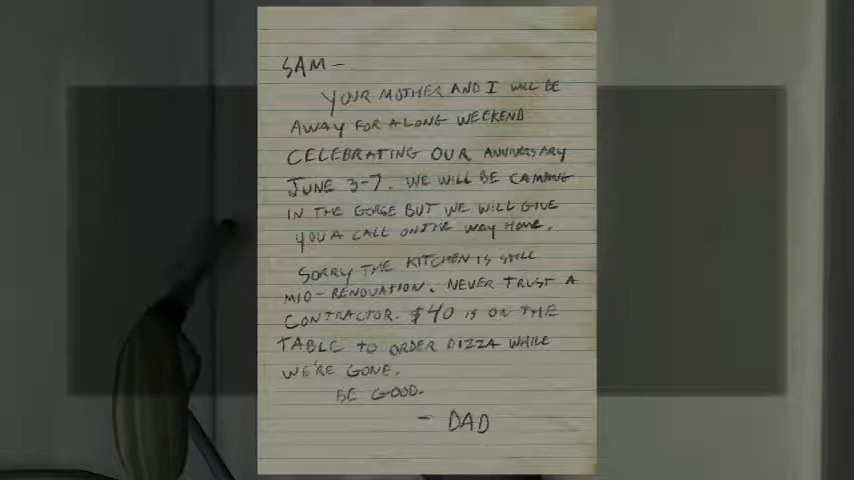 SAM -
YOUR MOTHER AND I WILL BE
AWAY FOR A LONG WEEKEND
CELEBRATING OUR ANNIVERSARY
JUNE 3-7. WE WILL BE CAMPING
IN THE GORGE BUT WE WILL GIVE
YOU A CALL ON THE WAY HOME.
SORRY THE KITCHEN IS STILL
MID-RENOVATION. NEVER TRUST A
CONTRACTOR. $40 IS ON THE
TABLE TO ORDER PIZZA WHILE
WE'RE GONE.
BE GOOD.
- DAD